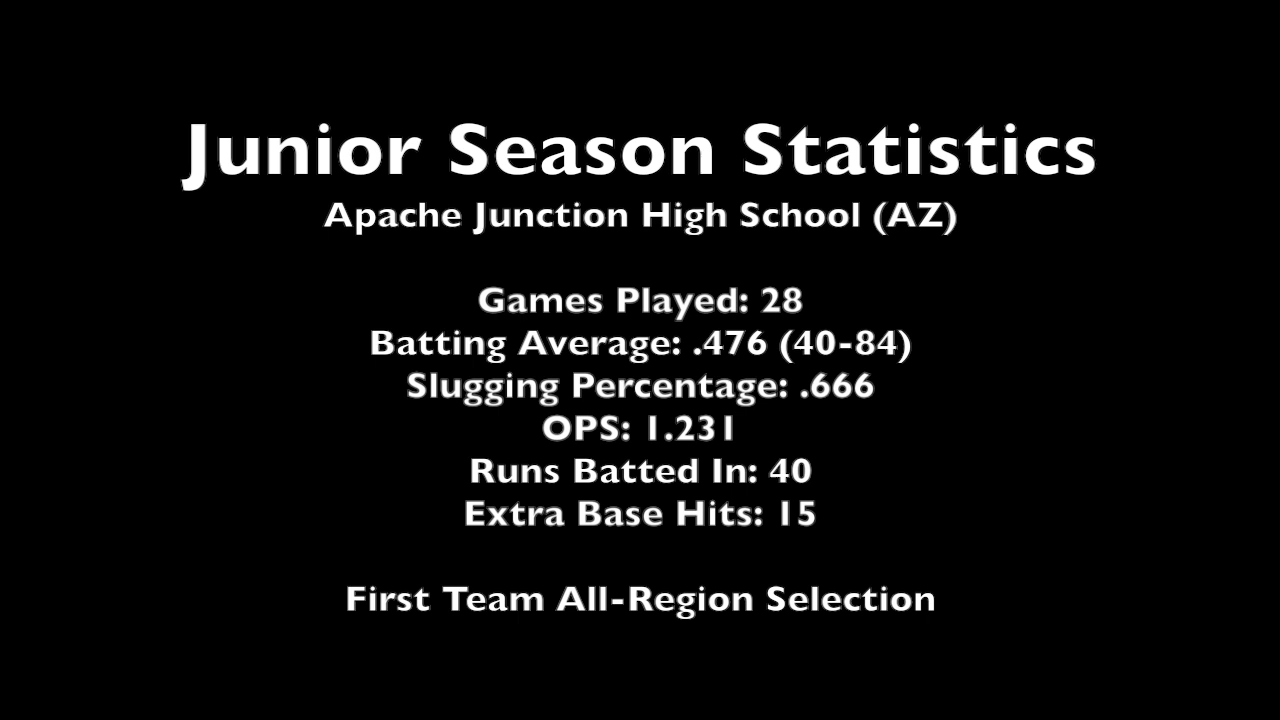 Junior Season Statistics
Apache Junction High School (AZ)
Games Played: 28
Batting Average: .476 (40-84)
Slugging Percentage: .666
OPS: 1.231
Runs Batted In: 40
Extra Base Hits: 15
First Team All-Region Selection